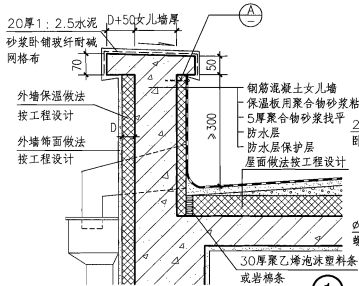 D+50女儿墙厚
A
20厚1：2.5水泥
砂浆卧铺玻纤耐碱
网格布
70
50
外墙保温做法
按工程设计
D
外墙饰面做法
按工程设计
≥300
钢筋混凝土女儿墙
保温板用聚合物砂浆粘
5厚聚合物砂浆找平
防水层
防水层保护层
屋面做法按工程设计
30厚聚乙烯泡沫塑料条
或岩棉条
1